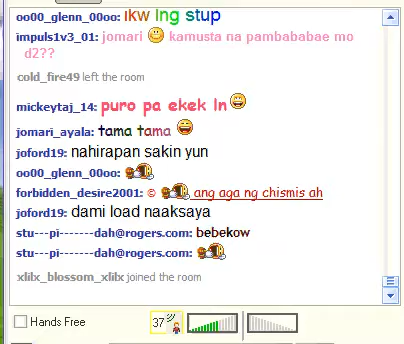 oo00_glenn_00oo: ikw lng stup
impuls1v3_01: jomari kamusta na pambababae mo
d2??
cold_fire49 left the room
mickeytaj_14: puro pa ekek ln
jomari_ayala: tama tama
joford19: nahirapan sakin yun
oo00_glenn_00oo:
forbidden_desire2001: © ang aga ng chismis ah
joford19: dami load naaksaya
stu---pi-------dah@rogers.com: bebekow
stu---pi-------dah@rogers.com:
xlilx_blossom_xlilx joined the room
Hands Free 37